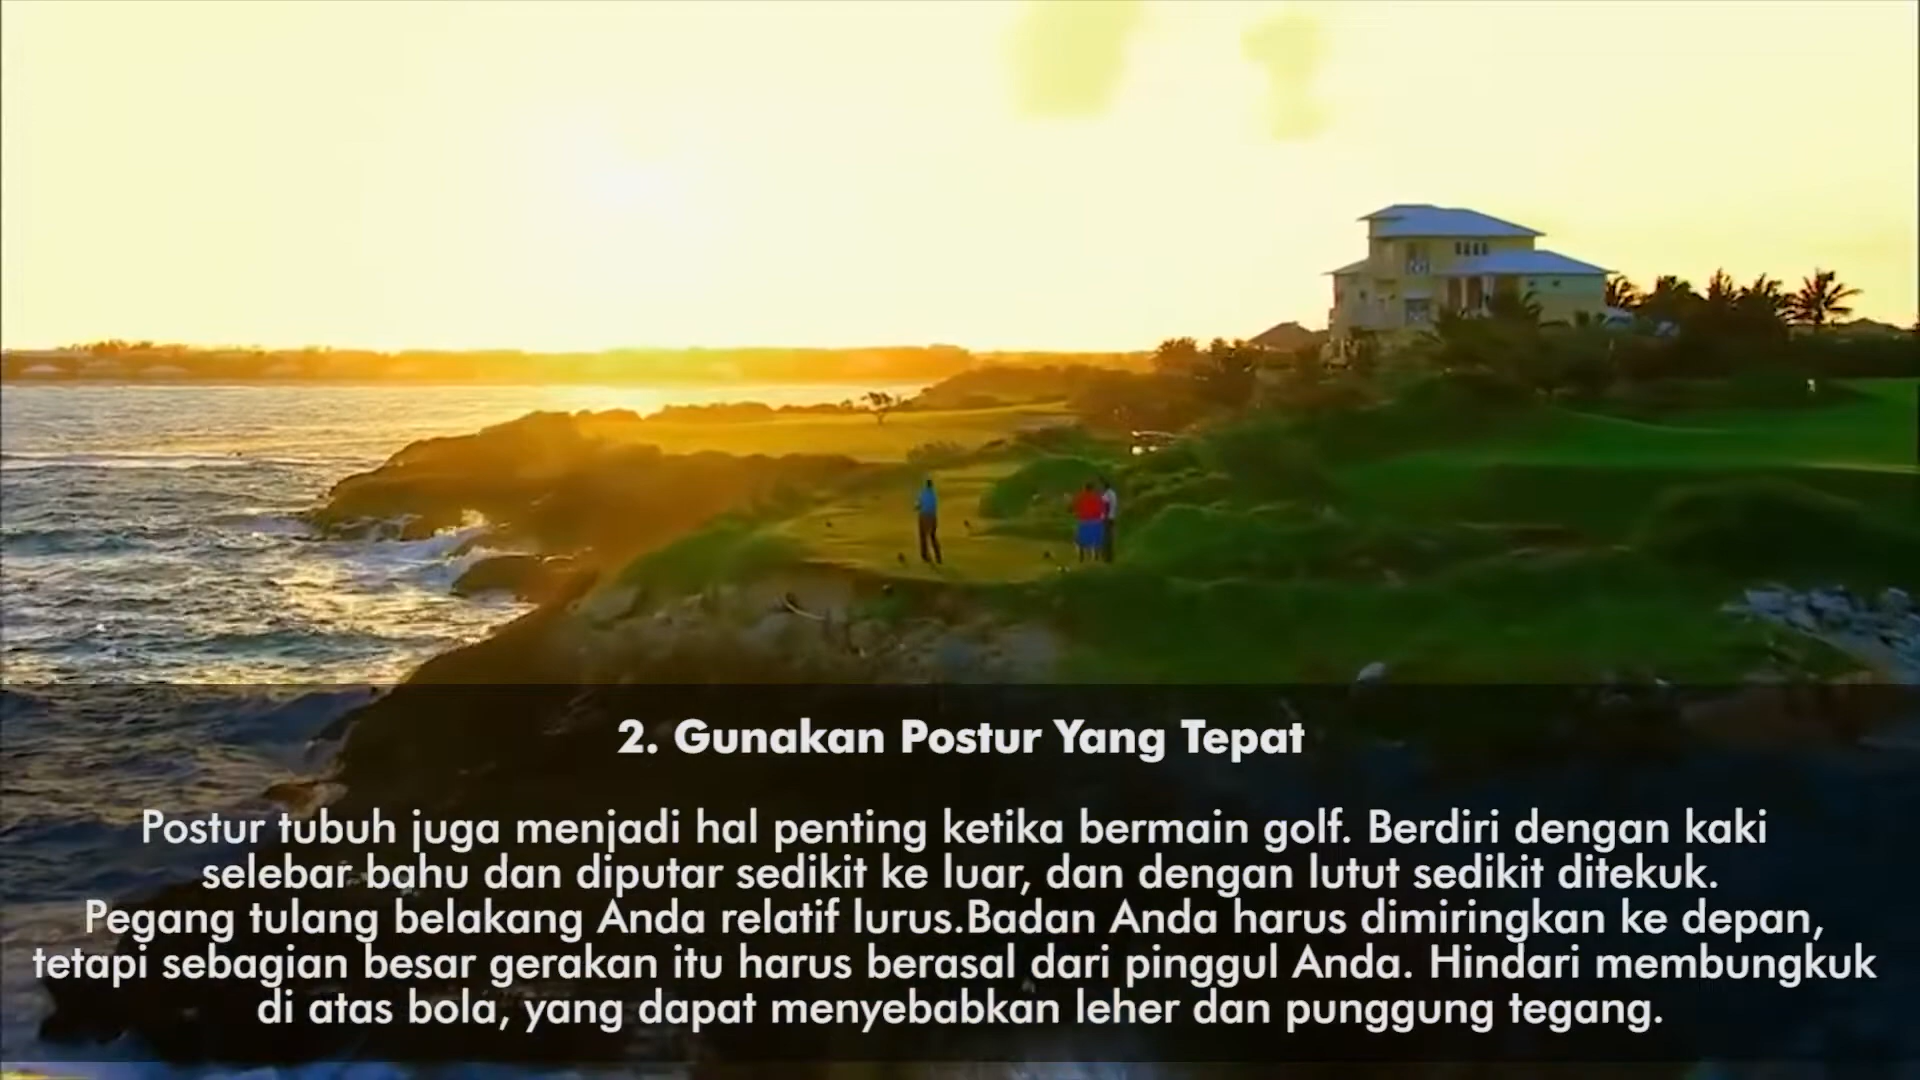 2. Gunakan Postur Yang Tepat
Postur tubuh juga menjadi hal penting ketika bermain golf. Berdiri dengan kaki
selebar bahu dan diputar sedikit ke luar, dan dengan lutut sedikit ditekuk.
Pegang tulang belakang Anda relatif lurus.Badan Anda harus dimiringkan ke depan,
tetapi sebagian besar gerakan itu harus berasal dari pinggul Anda. Hindari membungkuk
di atas bola, yang dapat menyebabkan leher dan punggung tegang.